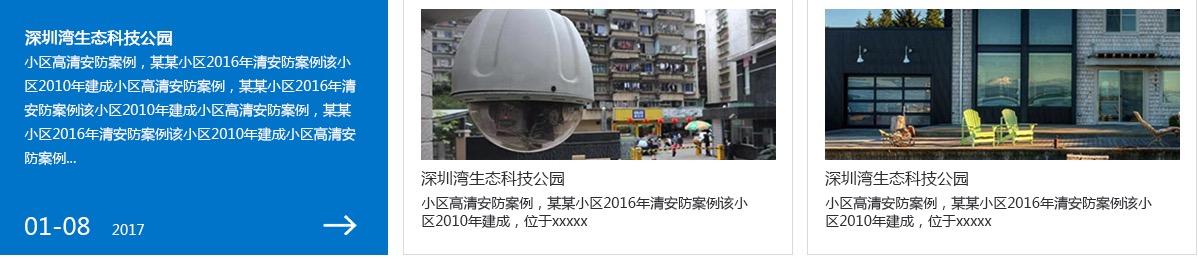 深圳湾生态科技公园
小区高清安防案例，某某小区2016年清安防案例该小
区2010年建成小区高清安防案例，某某小区2016年清
安防案例该小区2010年建成小区高清安防案例，某某
小区2016年清安防案例该小区2010年建成小区高清安
防案例...
01-08 2017
深圳湾生态科技公园
小区高清安防案例，某某小区2016年清安防案例该小
区2010年建成，位于xxxxx
深圳湾生态科技公园
小区高清安防案例，某某小区2016年清安防案例该小
区2010年建成，位于xxxxx